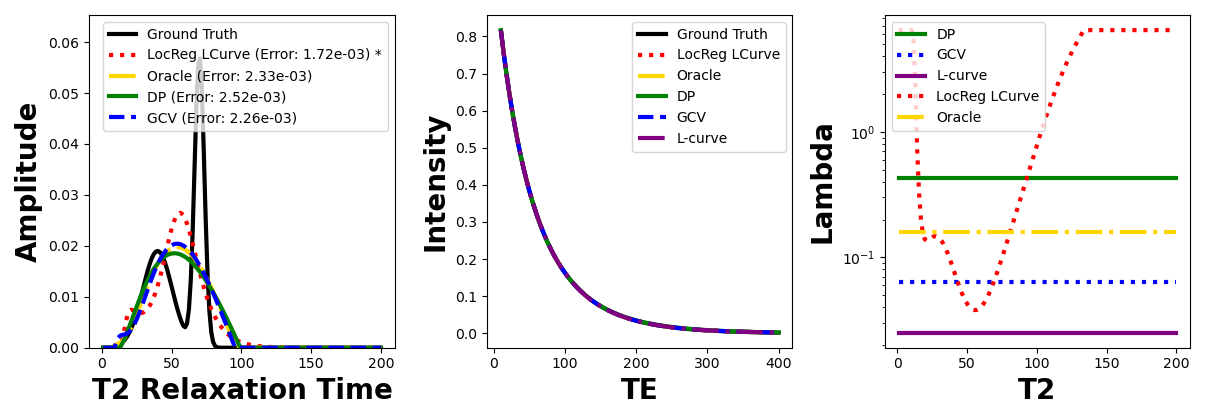 Amplitude
0.06
0.05
0.04
0.03
0.02
0.01
0.00
Ground Truth
LocReg LCurve (Error: 1.72e-03) *
Oracle (Error: 2.33e-03)
DP (Error: 2.52e-03)
GCV (Error: 2.26e-03)
0 50 100 150 200
T2 Relaxation Time
Intensity
0.8
0.7
0.6
0.5
0.4
0.3
0.2
0.1
0.0
Ground Truth
LocReg LCurve
Oracle
DP
GCV
L-curve
0 100 200 300 400
TE
Lambda
10⁰
10⁻¹
DP
GCV
L-curve
LocReg LCurve
Oracle
0 50 100 150 200
T2